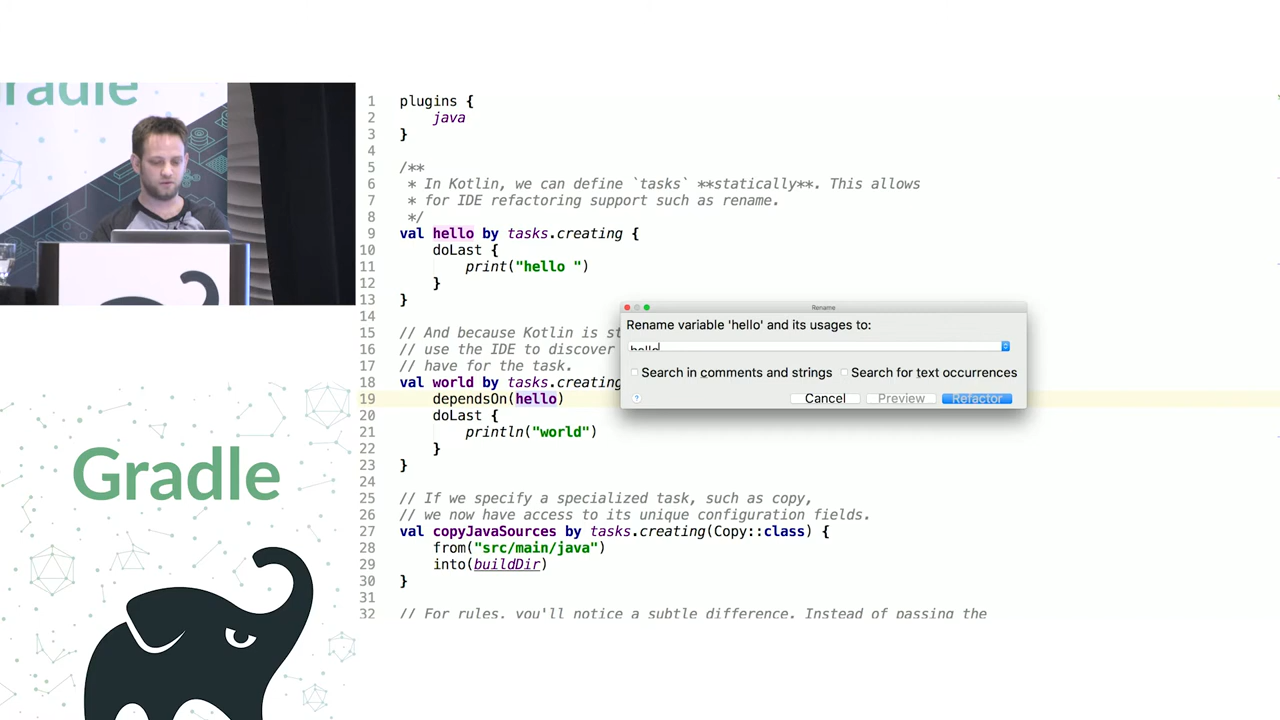 radle
1 plugins {
2 java
3 }
4
5 /**
6 * In Kotlin, we can define `tasks` **statically**. This allows
7 * for IDE refactoring support such as rename.
8 */
9 val hello by tasks.creating {
10 doLast {
11 print("hello ")
12 }
13 }
14
15 // And because Kotlin is st
16 // use the IDE to discover
17 // have for the task.
18 val world by tasks.creating
19 dependsOn(hello)
20 doLast {
21 println("world")
22 }
23 }
24
25 // If we specify a specialized task, such as copy,
26 // we now have access to its unique configuration fields.
27 val copyJavaSources by tasks.creating(Copy::class) {
28 from("src/main/java")
29 into(buildDir)
30 }
31
32 // For rules, you'll notice a subtle difference. Instead of passing the
Rename
Rename variable 'hello' and its usages to:
hello
Search in comments and strings
Search for text occurrences
?
Cancel
Preview
Refactor
Gradle